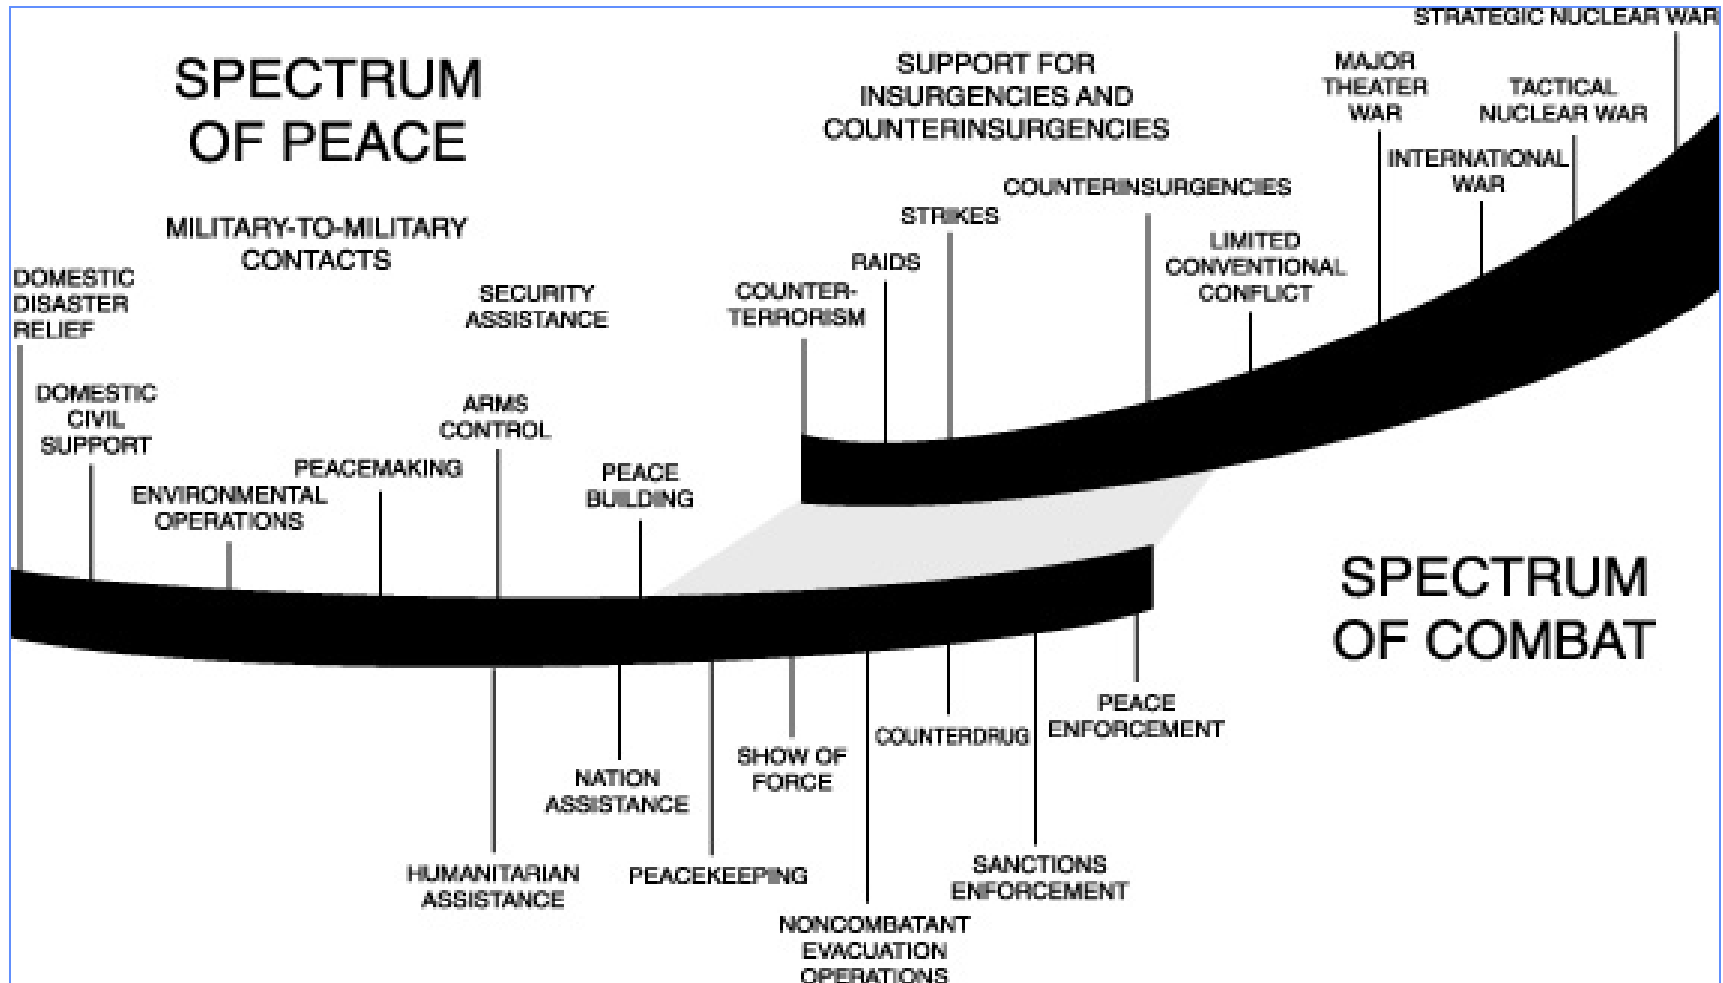 STRATEGIC NUCLEAR WAR
SPECTRUM
OF PEACE
SUPPORT FOR
INSURGENCIES AND
COUNTERINSURGENCIES
MAJOR
THEATER
WAR
TACTICAL
NUCLEAR WAR
INTERNATIONAL
WAR
COUNTERINSURGENCIES
STRIKES
MILITARY-TO-MILITARY
CONTACTS
LIMITED
CONVENTIONAL
CONFLICT
RAIDS
DOMESTIC
DISASTER
RELIEF
SECURITY
ASSISTANCE
COUNTER-
TERRORISM
DOMESTIC
CIVIL
SUPPORT
ARMS
CONTROL
PEACEMAKING
PEACE
BUILDING
ENVIRONMENTAL
OPERATIONS
SPECTRUM
OF COMBAT
PEACE
ENFORCEMENT
COUNTERDRUG
SHOW OF
FORCE
NATION
ASSISTANCE
SANCTIONS
ENFORCEMENT
HUMANITARIAN
ASSISTANCE
PEACEKEEPING
NONCOMBATANT
EVACUATION
OPERATIONS